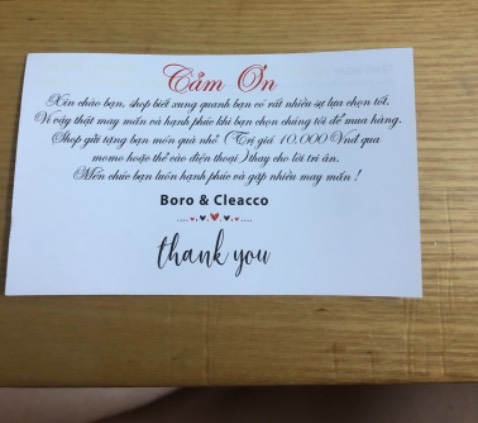 Cảm Ơn
Xin chào bạn, shop biết xung quanh bạn có rất nhiều sự lựa chọn tốt.
Vì vậy thật may mắn và hạnh phúc khi bạn chọn chúng tôi để mua hàng.
Shop gửi tặng bạn món quà nhỏ (Trị giá 10.000 Vnd qua
momo hoặc thẻ cào điện thoại) thay cho lời tri ân.
Mến chúc bạn luôn hạnh phúc và gặp nhiều may mắn !
Boro & Cleacco
thank you